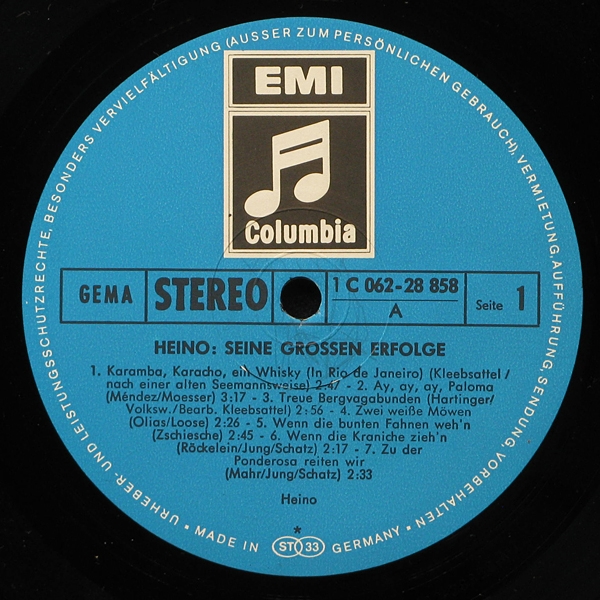 URHEBER- UND LEISTUNGSSCHUTZRECHTE, BESONDERS VERVIELFÄLTIGUNG (AUSSER ZUM PERSÖNLICHEN GEBRAUCH), VERMIETUNG, AUFFÜHRUNG, SENDUNG, VORBEHALTEN
EMI
Columbia
GEMA
STEREO
1 C 062-28 858
A
Seite 1
HEINO: SEINE GROSSEN ERFOLGE
1. Karamba, Karacho, ein Whisky (In Rio de Janeiro) (Kleebsattel /
nach einer alten Seemannsweise) 2:47 - 2. Ay, ay, ay, Paloma
(Méndez/Moesser) 3:17 - 3. Treue Bergvagabunden (Hartinger/
Volksw./Bearb. Kleebsattel) 2:56 - 4. Zwei weiße Möwen
(Olias/Loose) 2:26 - 5. Wenn die bunten Fahnen weh'n
(Zschiesche) 2:45 - 6. Wenn die Kraniche zieh'n
(Röckelein/Jung/Schatz) 2:17 - 7. Zu der
Ponderosa reiten wir
(Mahr/Jung/Schatz) 2:33
Heino
*
• MADE IN ST 33 GERMANY •